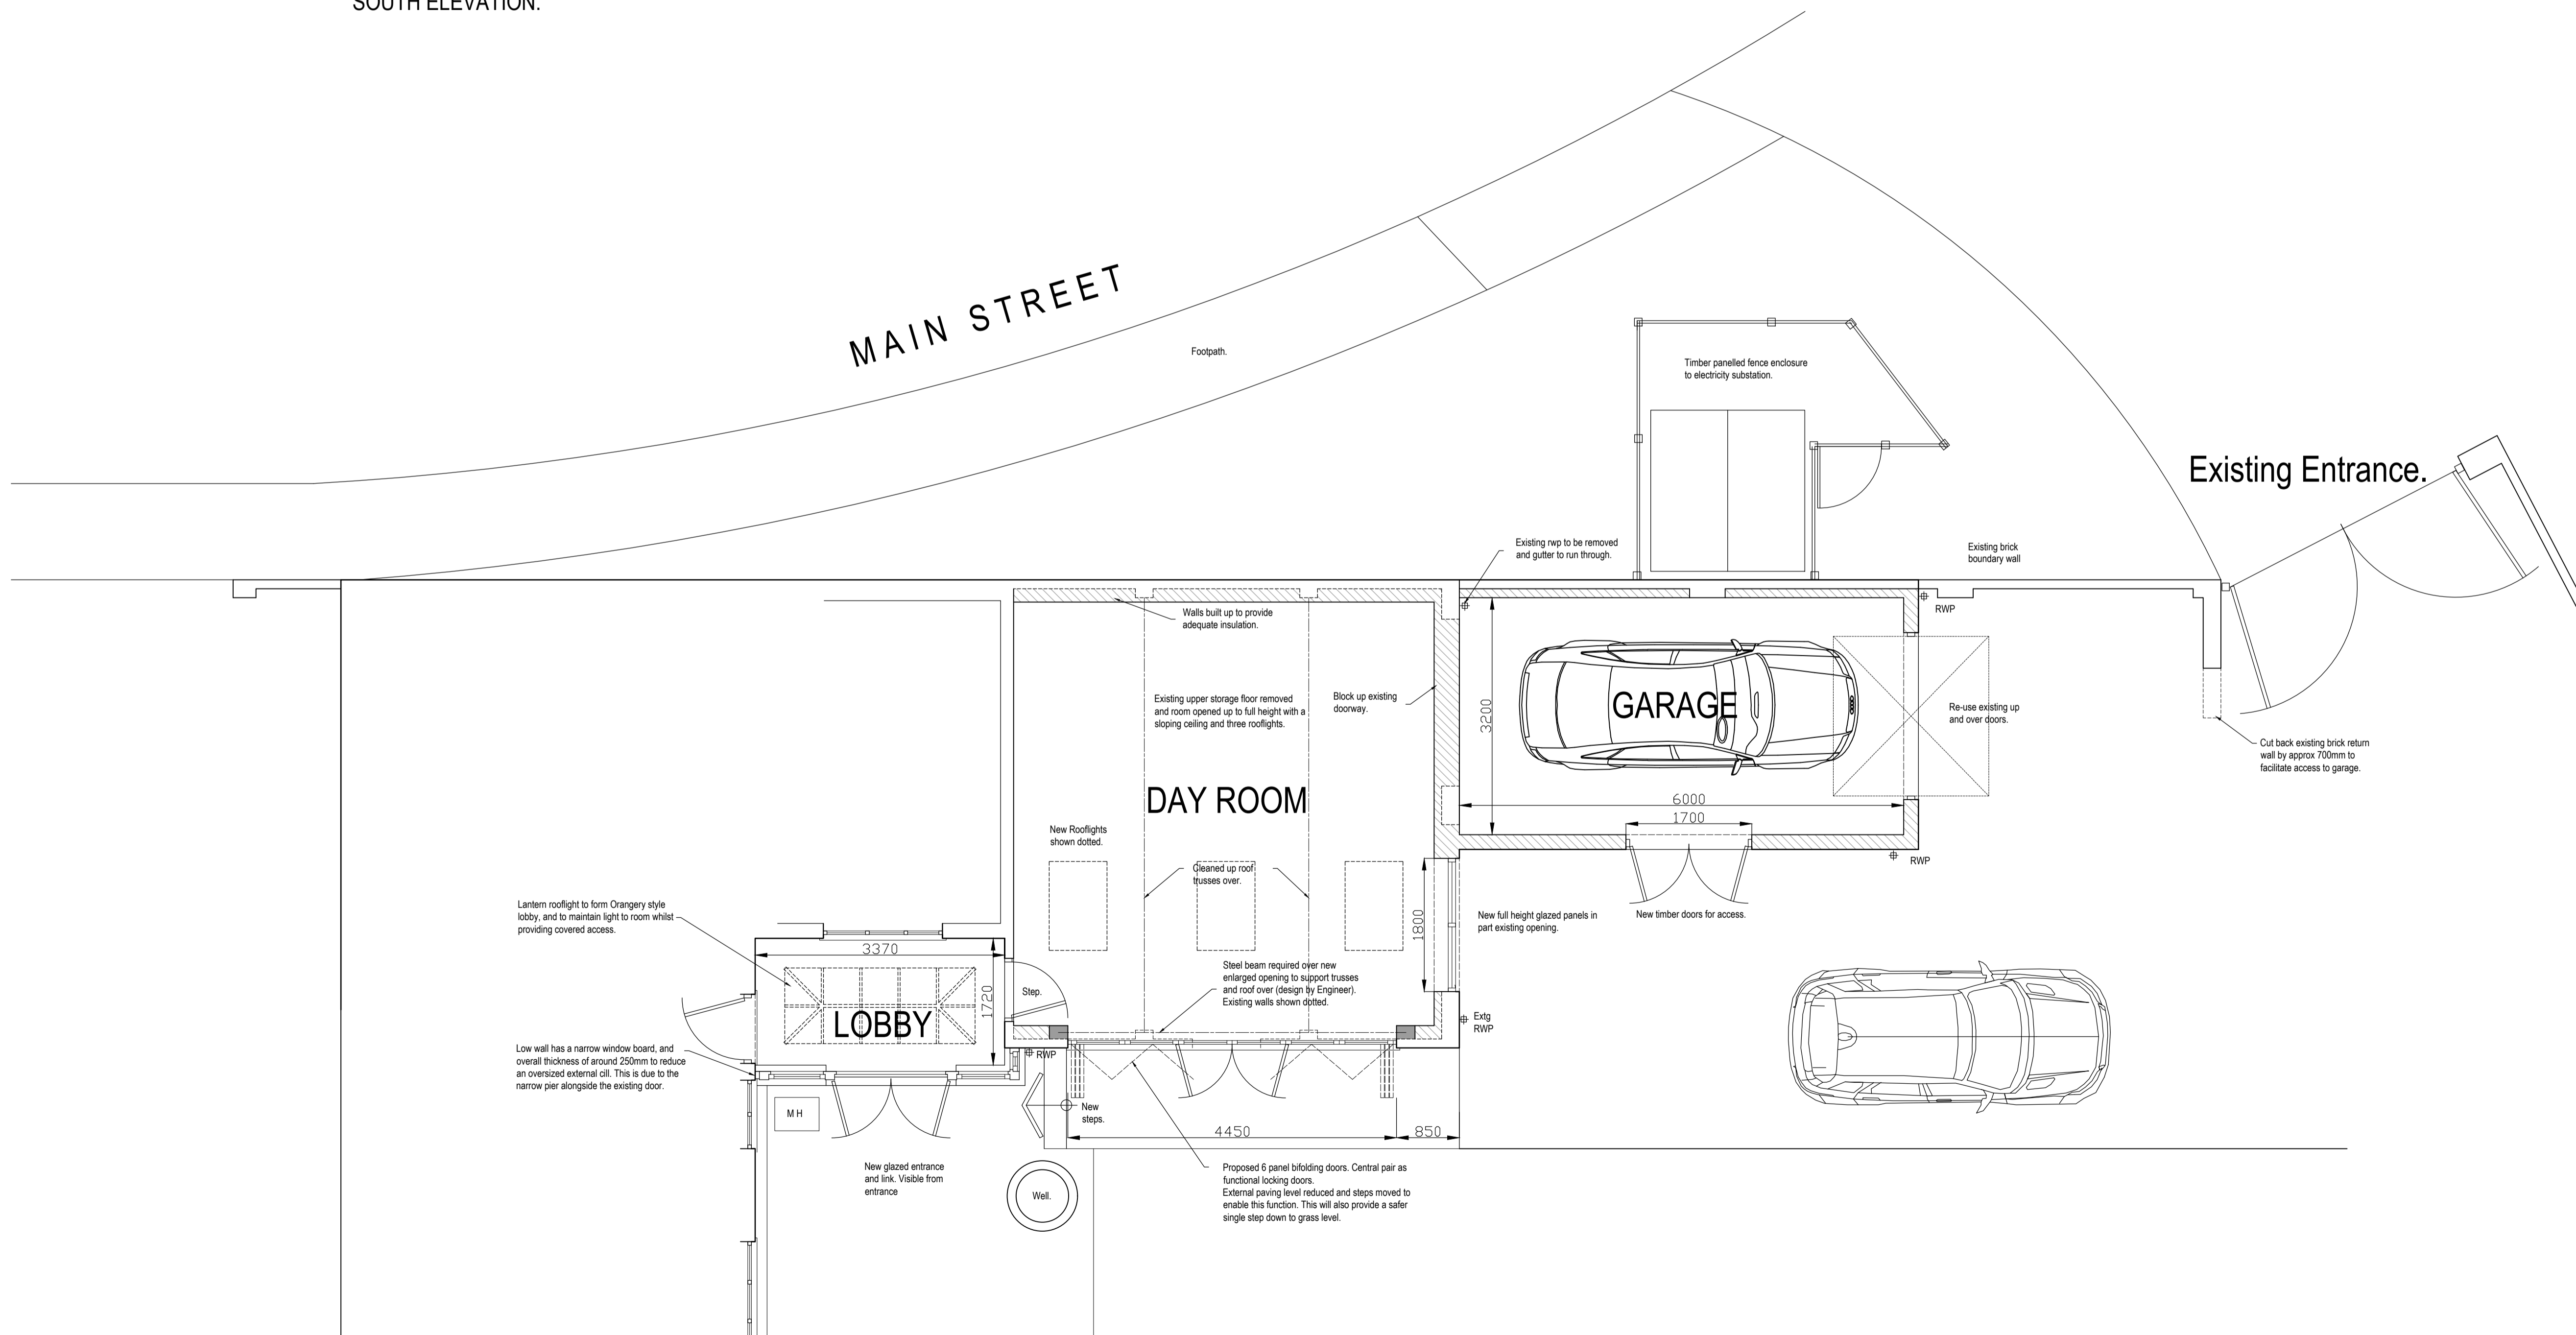 SOUTH ELEVATION.
MAIN STREET
Footpath.
Timber panelled fence enclosure
to electricity substation.
Existing Entrance.
Existing rwp to be removed
and gutter to run through.
Existing brick
boundary wall
RWP
Walls built up to provide
adequate insulation.
Existing upper storage floor removed
and room opened up to full height with a
sloping ceiling and three rooflights.
Block up existing
doorway.
3200
GARAGE
Re-use existing up
and over doors.
Cut back existing brick return
wall by approx 700mm to
facilitate access to garage.
DAY ROOM
6000
1700
New Rooflights
shown dotted.
Cleaned up roof
trusses over.
RWP
1800
New full height glazed panels in
part existing opening.
New timber doors for access.
Lantern rooflight to form Orangery style
lobby, and to maintain light to room whilst
providing covered access.
3370
1720
LOBBY
Step.
Steel beam required over new
enlarged opening to support trusses
and roof over (design by Engineer).
Existing walls shown dotted.
Extg
RWP
Low wall has a narrow window board, and
overall thickness of around 250mm to reduce
an oversized external cill. This is due to the
narrow pier alongside the existing door.
RWP
M H
New
steps.
4450
850
New glazed entrance
and link. Visible from
entrance
Well.
Proposed 6 panel bifolding doors. Central pair as
functional locking doors.
External paving level reduced and steps moved to
enable this function. This will also provide a safer
single step down to grass level.